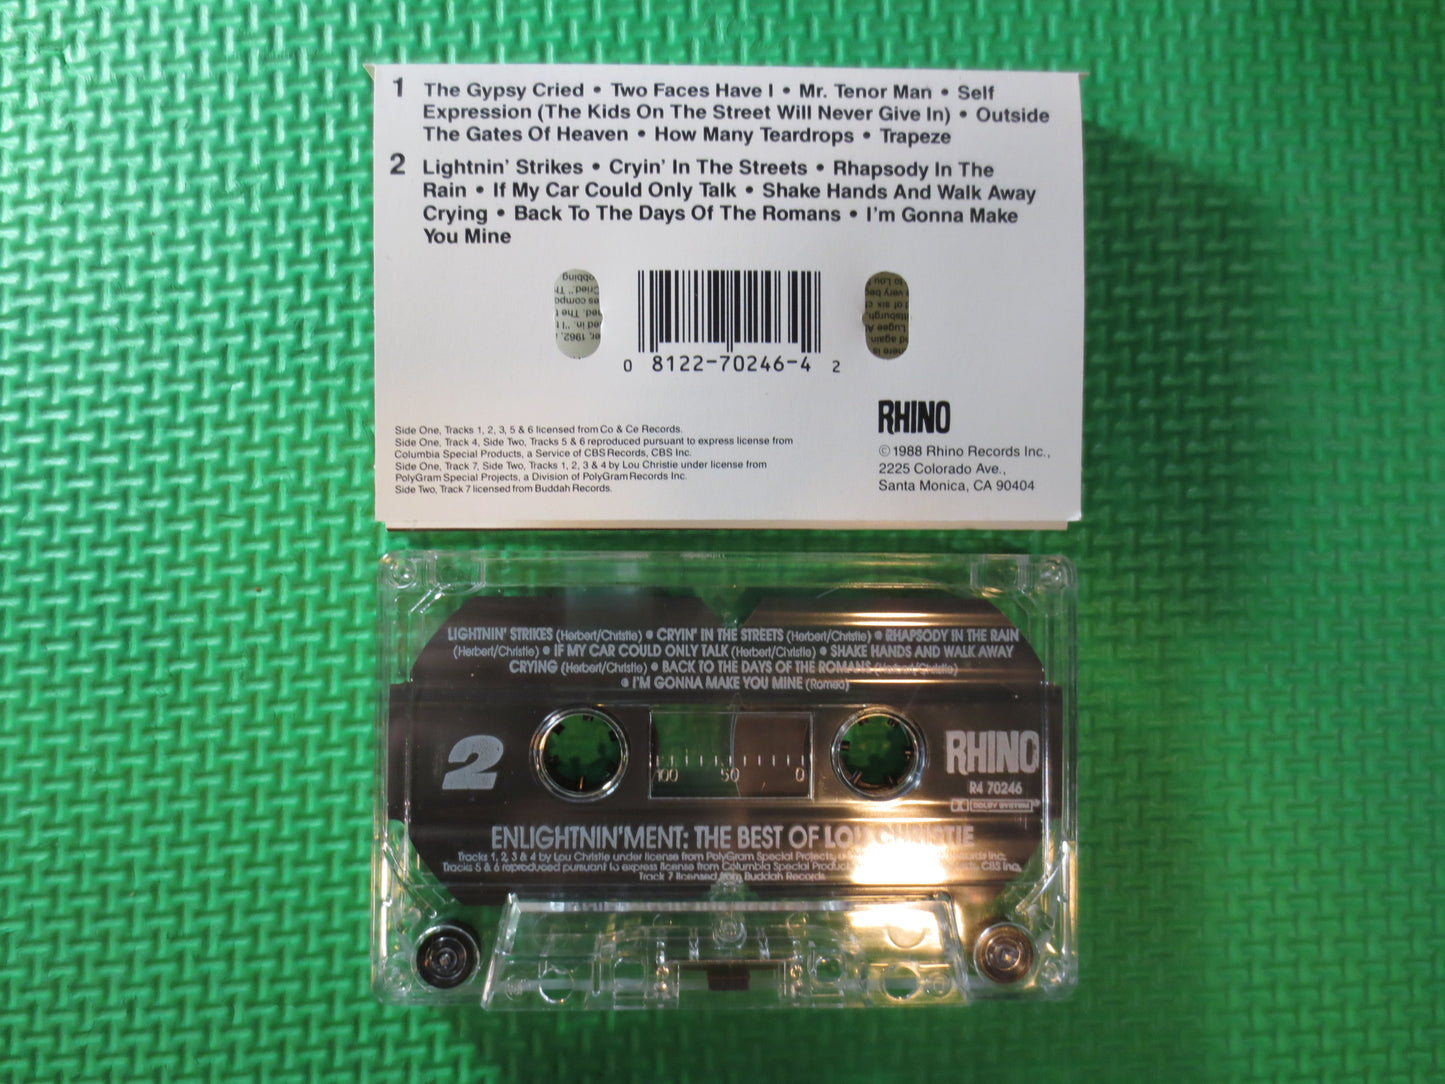 1 The Gypsy Cried • Two Faces Have I • Mr. Tenor Man • Self
Expression (The Kids On The Street Will Never Give In) • Outside
The Gates Of Heaven • How Many Teardrops • Trapeze
2 Lightnin' Strikes • Cryin' In The Streets • Rhapsody In The
Rain • If My Car Could Only Talk • Shake Hands And Walk Away
Crying • Back To The Days Of The Romans • I'm Gonna Make
You Mine
0 8122-70246-4 2
Side One, Tracks 1, 2, 3, 5 & 6 licensed from Co & Ce Records.
Side One, Track 4, Side Two, Tracks 5 & 6 reproduced pursuant to express license from
Columbia Special Products, a Service of CBS Records, CBS Inc.
Side One, Track 7, Side Two, Tracks 1, 2, 3 & 4 by Lou Christie under license from
PolyGram Special Projects, a Division of PolyGram Records Inc.
Side Two, Track 7 licensed from Buddah Records.
RHINO
©1988 Rhino Records Inc.,
2225 Colorado Ave.,
Santa Monica, CA 90404
LIGHTNIN' STRIKES (Herbert/Christie) • CRYIN' IN THE STREETS (Herbert/Christie) • RHAPSODY IN THE RAIN
(Herbert/Christie) • IF MY CAR COULD ONLY TALK (Herbert/Christie) • SHAKE HANDS AND WALK AWAY
CRYING (Herbert/Christie) • BACK TO THE DAYS OF THE ROMANS (Herbert/Christie)
• I'M GONNA MAKE YOU MINE (Romeo)
2
100 50 0
RHINO
R4 70246
DOLBY SYSTEM
ENLIGHTNIN'MENT: THE BEST OF LOU CHRISTIE
Tracks 1, 2, 3 & 4 by Lou Christie under license from PolyGram Special Projects, Records Inc.
Tracks 5 & 6 reproduced pursuant to express license from Columbia Special CBS Inc.
Track 7 licensed from Buddah Records